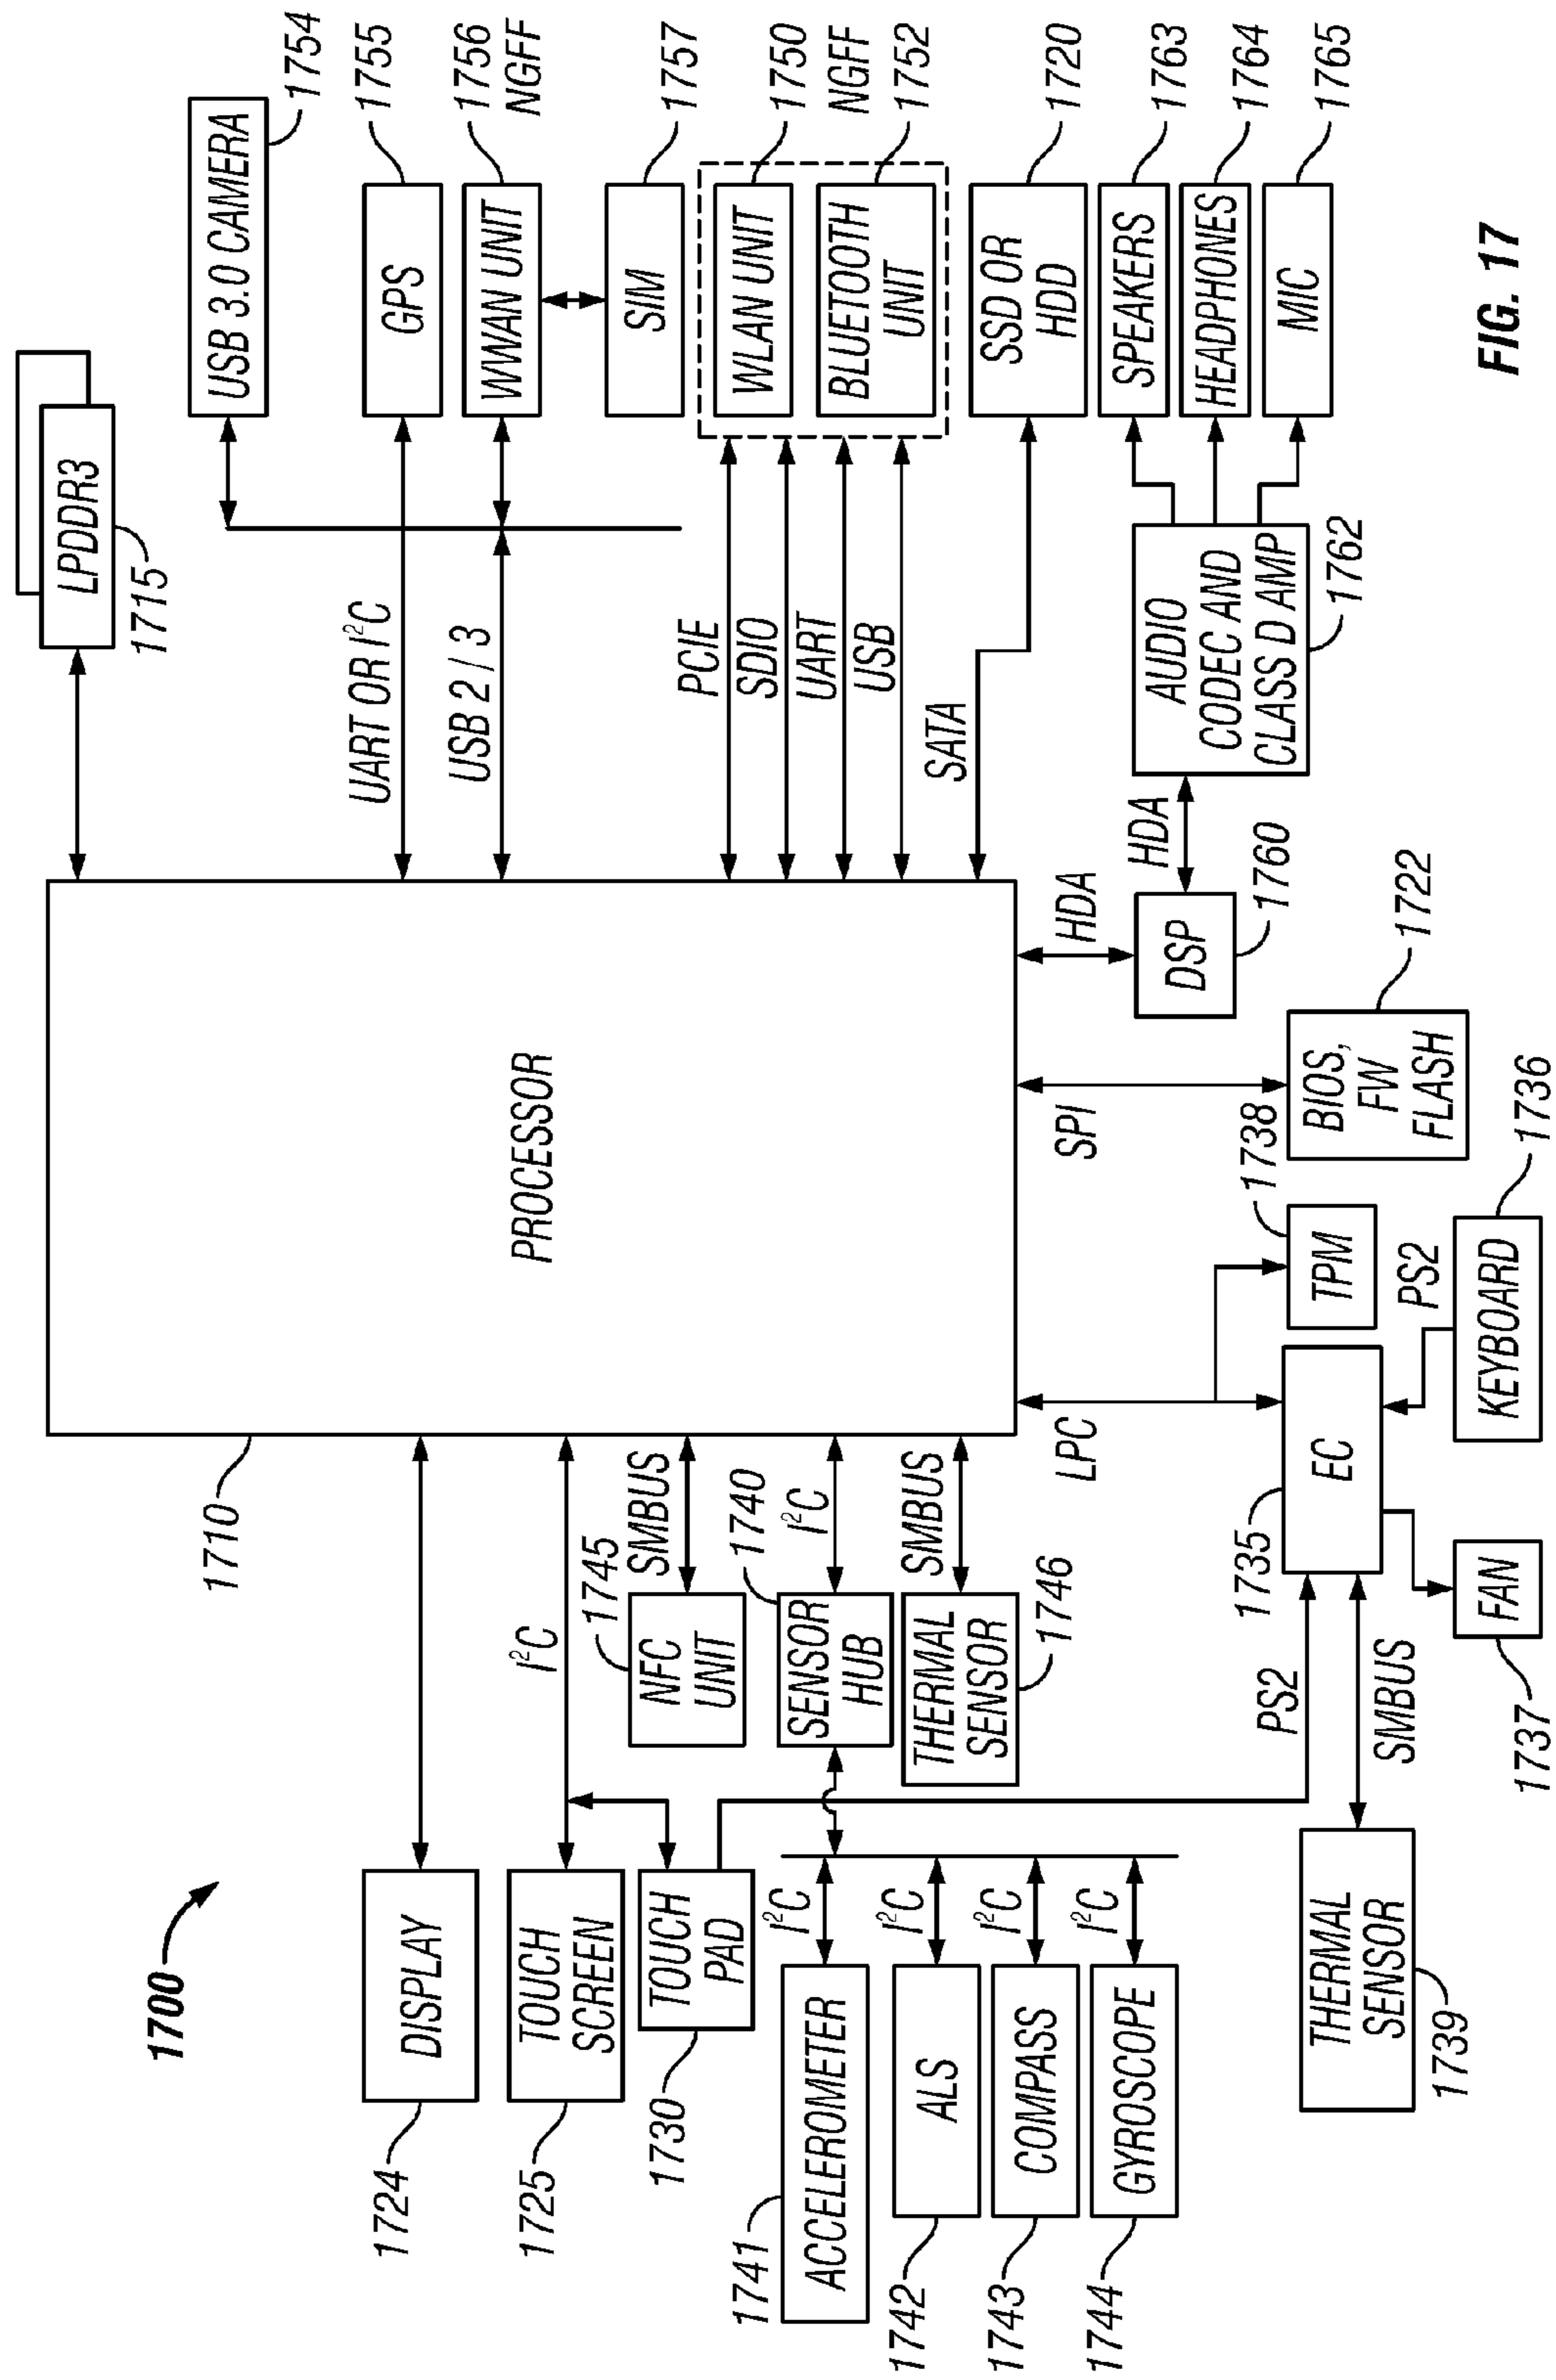 1700
LPDDR3
1715
1710
PROCESSOR
DISPLAY
1724
I²C
TOUCH
SCREEN
1725
TOUCH
PAD
1730
1745
SMBUS
NFC
UNIT
1740
I²C
SENSOR
HUB
SMBUS
THERMAL
SENSOR
1746
I²C
ACCELEROMETER
1741
I²C
ALS
1742
I²C
COMPASS
1743
I²C
GYROSCOPE
1744
PS2
SMBUS
THERMAL
SENSOR
1739
1735
EC
LPC
FAN
1737
TPM
1738
PS2
KEYBOARD
1736
SPI
BIOS,
FW
FLASH
1722
HDA
DSP
1760
HDA
AUDIO
CODEC AND
CLASS D AMP
1762
USB 3.0 CAMERA
1754
UART OR I²C
GPS
1755
USB 2 / 3
WWAN UNIT
1756
NGFF
SIM
1757
PCIE
SDIO
UART
USB
WLAN UNIT
1750
NGFF
BLUETOOTH
UNIT
1752
SATA
SSD OR
HDD
1720
SPEAKERS
1763
HEADPHONES
1764
MIC
1765
FIG. 17